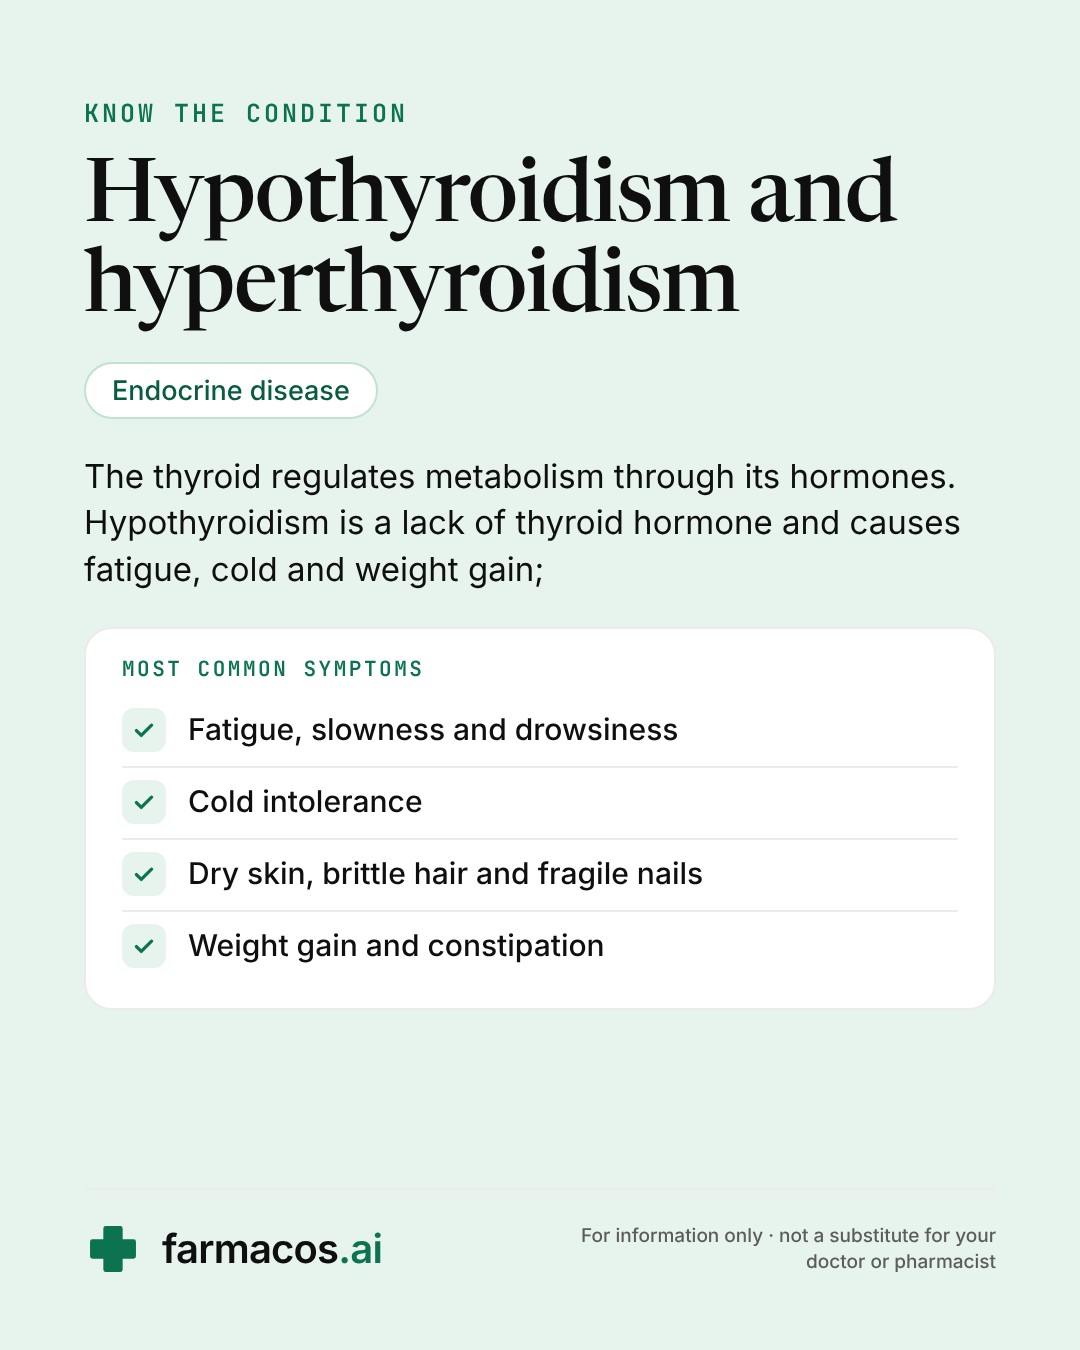 KNOW THE CONDITION
Hypothyroidism and
hyperthyroidism
Endocrine disease
The thyroid regulates metabolism through its hormones.
Hypothyroidism is a lack of thyroid hormone and causes
fatigue, cold and weight gain;
MOST COMMON SYMPTOMS
Fatigue, slowness and drowsiness
Cold intolerance
Dry skin, brittle hair and fragile nails
Weight gain and constipation
farmacos.ai
For information only · not a substitute for your
doctor or pharmacist